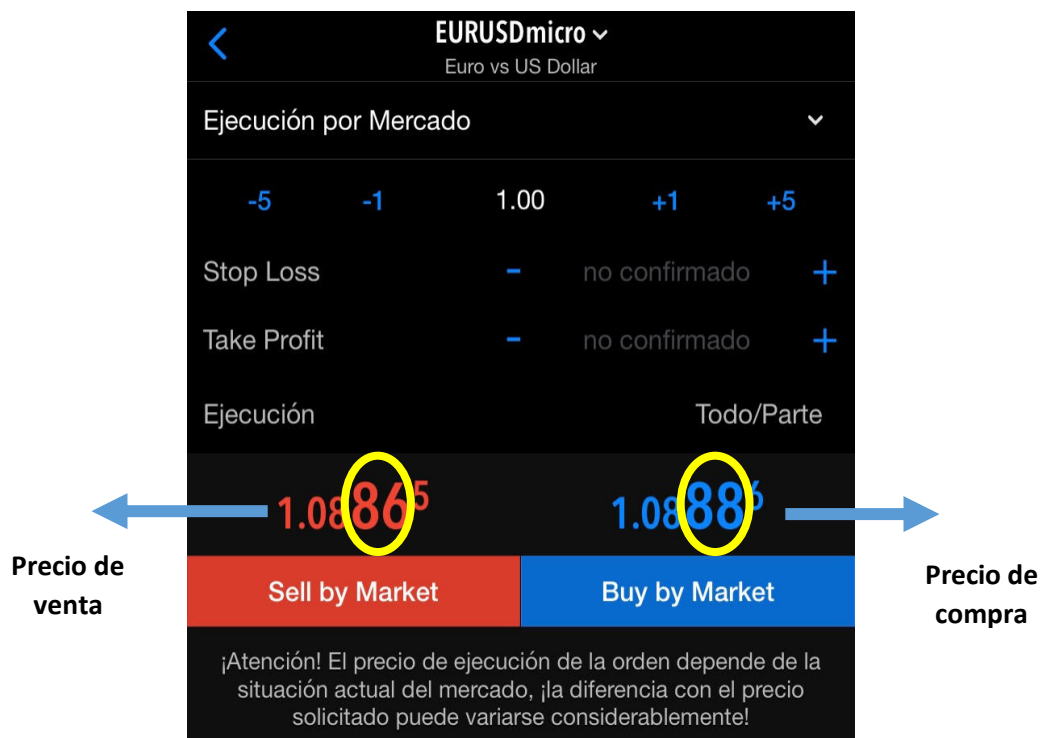 EURUSDmicro
Euro vs US Dollar
Ejecución por Mercado
-5 -1 1.00 +1 +5
Stop Loss - no confirmado +
Take Profit - no confirmado +
Ejecución Todo/Parte
1.08865 1.08886
Precio de venta
Precio de compra
Sell by Market Buy by Market
¡Atención! El precio de ejecución de la orden depende de la
situación actual del mercado, ¡la diferencia con el precio
solicitado puede variarse considerablemente!